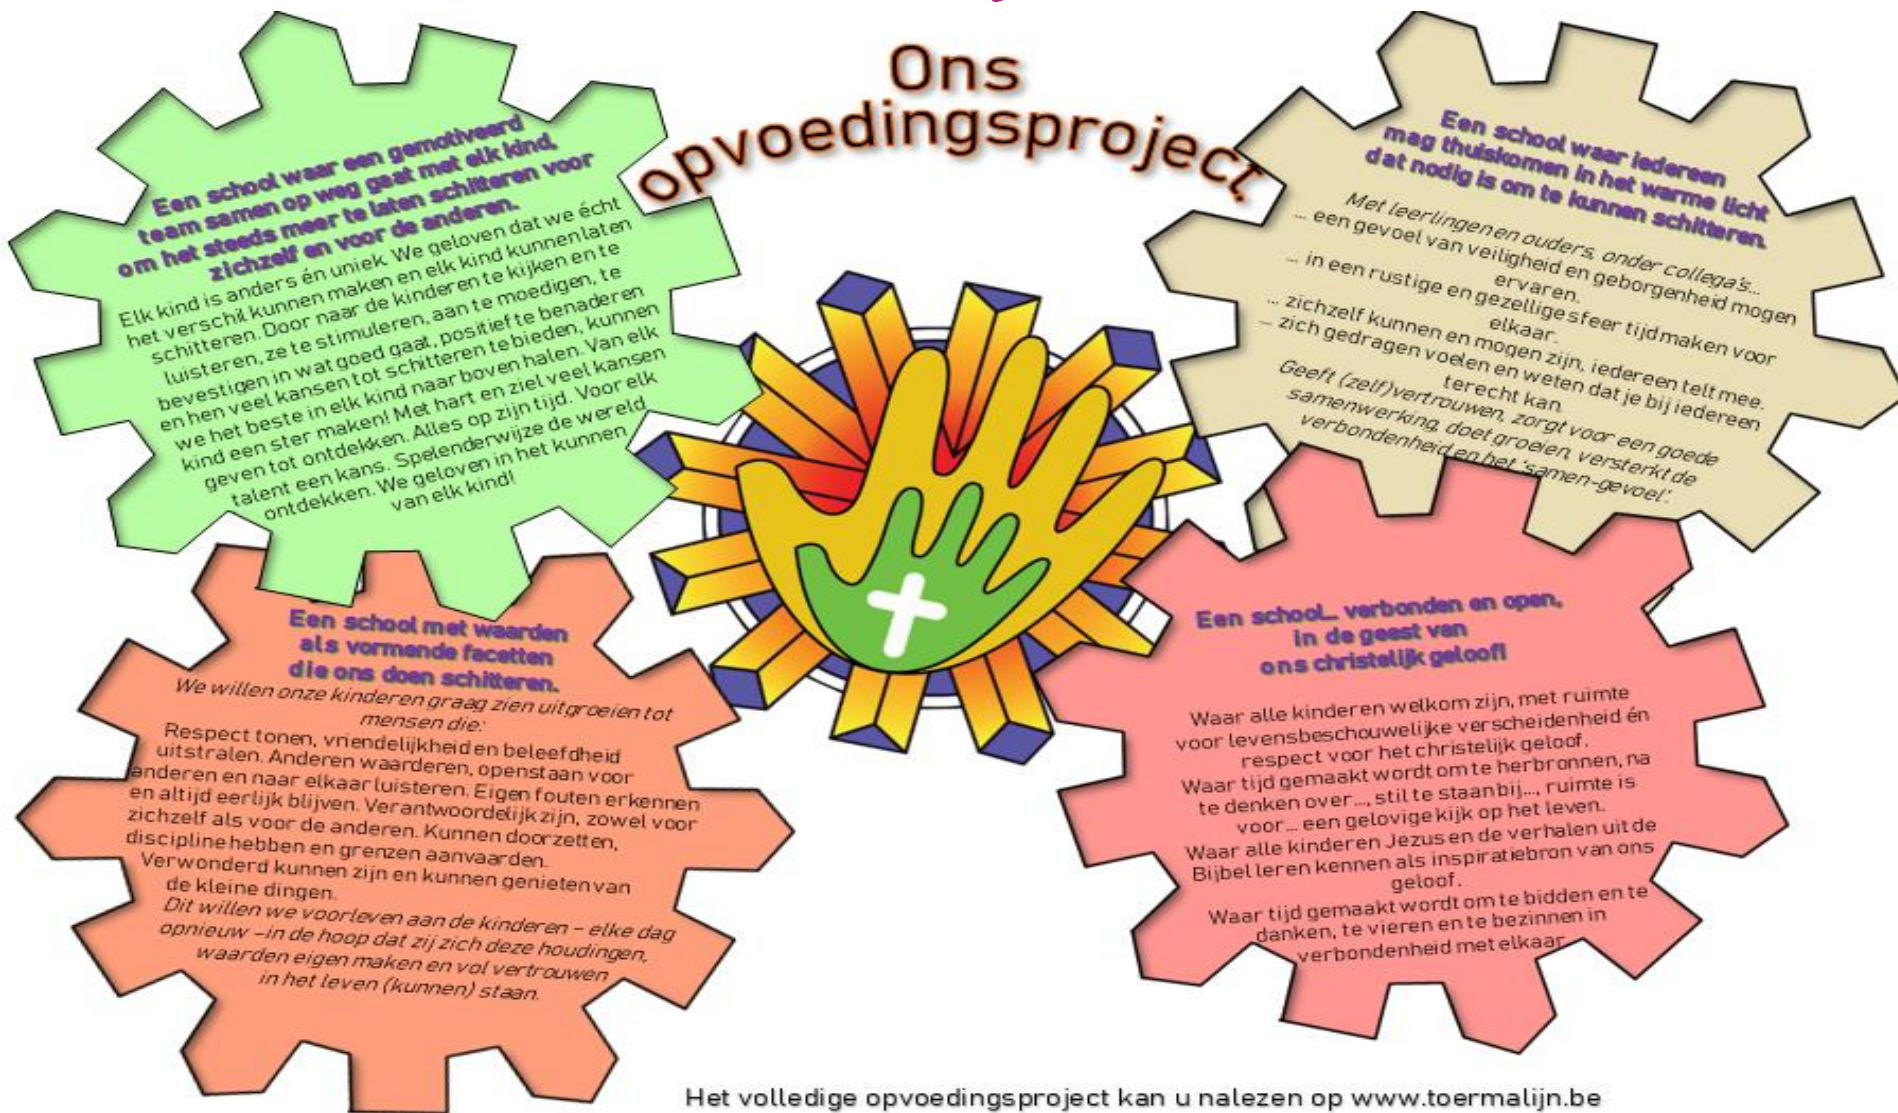 Ons
opvoedingsproject.
Een school waar een gemotiveerd
team samen op weg gaat met elk kind,
om het steeds meer te laten schitteren voor
zichzelf en voor de anderen.
Elk kind is anders én uniek. We geloven dat we écht
het verschil kunnen maken en elk kind kunnen laten
schitteren. Door naar de kinderen te kijken en te
luisteren, ze te stimuleren, aan te moedigen, te
bevestigen in wat goed gaat, positief te benaderen
en hen veel kansen tot schitteren te bieden, kunnen
we het beste in elk kind naar boven halen. Van elk
kind een ster maken! Met hart en ziel veel kansen
geven tot ontdekken. Alles op zijn tijd. Voor elk
talent een kans. Spelenderwijze de wereld
ontdekken. We geloven in het kunnen
van elk kind!
Een school waar iedereen
mag thuiskomen in het warme licht
dat nodig is om te kunnen schitteren.
Met leerlingen en ouders, onder collega's...
... een gevoel van veiligheid en geborgenheid mogen
ervaren.
... in een rustige en gezellige sfeer tijd maken voor
elkaar.
... zichzelf kunnen en mogen zijn, iedereen telt mee.
... zich gedragen voelen en weten dat je bij iedereen
terecht kan.
Geeft (zelf)vertrouwen, zorgt voor een goede
samenwerking, doet groeien, versterkt de
verbondenheid en het 'samen-gevoel'.
Een school met waarden
als vormende facetten
die ons doen schitteren.
We willen onze kinderen graag zien uitgroeien tot
mensen die:
Respect tonen, vriendelijkheid en beleefdheid
uitstralen. Anderen waarderen, openstaan voor
anderen en naar elkaar luisteren. Eigen fouten erkennen
en altijd eerlijk blijven. Verantwoordelijk zijn, zowel voor
zichzelf als voor de anderen. Kunnen doorzetten,
discipline hebben en grenzen aanvaarden.
Verwonderd kunnen zijn en kunnen genieten van
de kleine dingen.
Dit willen we voorleven aan de kinderen – elke dag
opnieuw –in de hoop dat zij zich deze houdingen,
waarden eigen maken en vol vertrouwen
in het leven (kunnen) staan.
Een school... verbonden en open,
in de geest van
ons christelijk geloof!
Waar alle kinderen welkom zijn, met ruimte
voor levensbeschouwelijke verscheidenheid én
respect voor het christelijk geloof.
Waar tijd gemaakt wordt om te herbronnen, na
te denken over..., stil te staan bij..., ruimte is
voor... een gelovige kijk op het leven.
Waar alle kinderen Jezus en de verhalen uit de
Bijbel leren kennen als inspiratiebron van ons
geloof.
Waar tijd gemaakt wordt om te bidden en te
danken, te vieren en te bezinnen in
verbondenheid met elkaar
Het volledige opvoedingsproject kan u nalezen op www.toermalijn.be